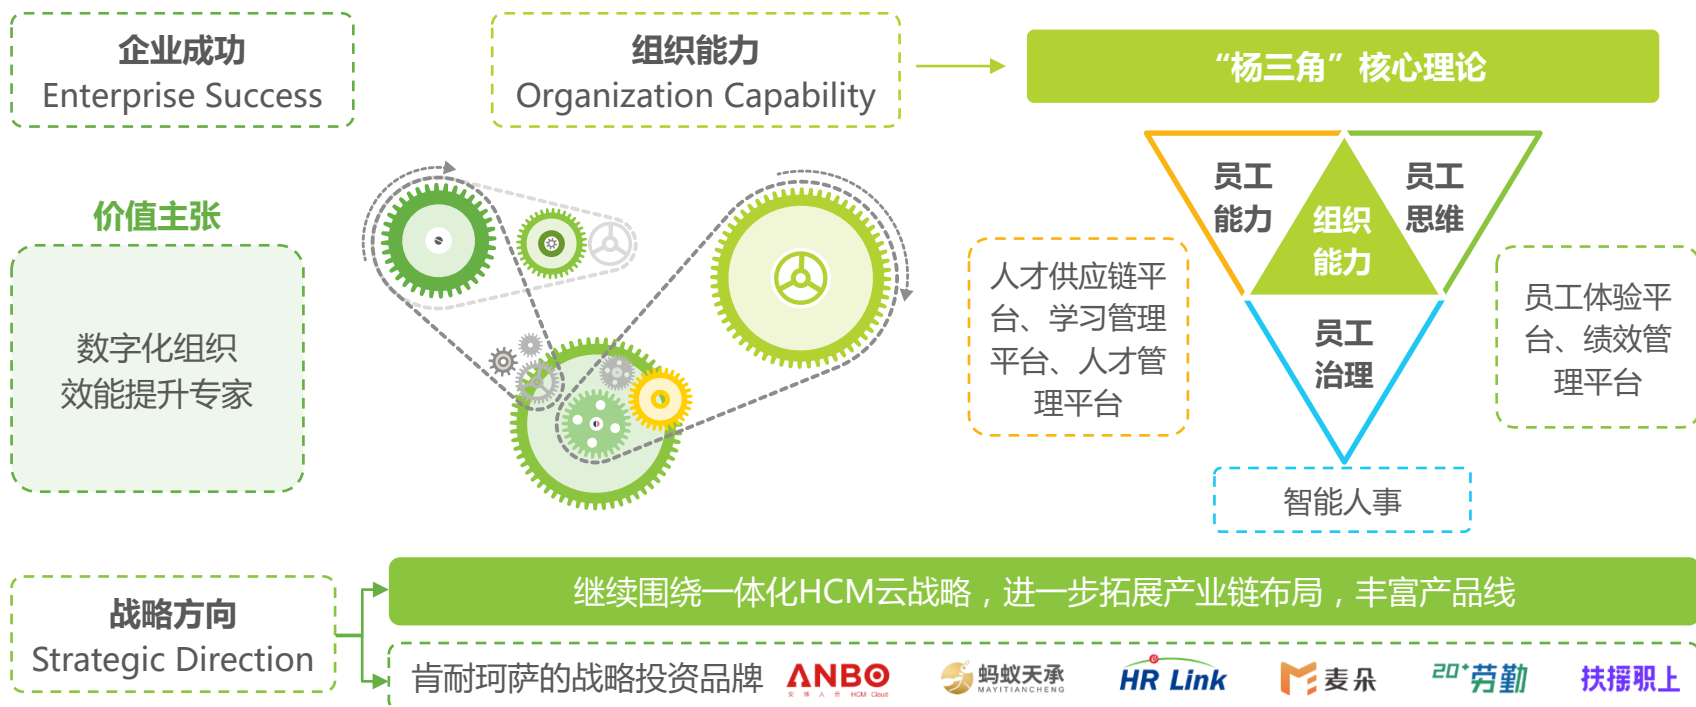 企业成功
Enterprise Success
组织能力
Organization Capability
“杨三角”核心理论
价值主张
数字化组织
效能提升专家
员工
能力
员工
思维
组织
能力
员工
治理
人才供应链平
台、学习管理
平台、人才管
理平台
员工体验平
台、绩效管
理平台
智能人事
战略方向
Strategic Direction
继续围绕一体化HCM云战略，进一步拓展产业链布局，丰富产品线
肯耐珂萨的战略投资品牌
ANBO
HCM Cloud
蚂蚁天承
MAYITIANCHENG
HR Link
麦朵
20+劳勤
扶摇职上